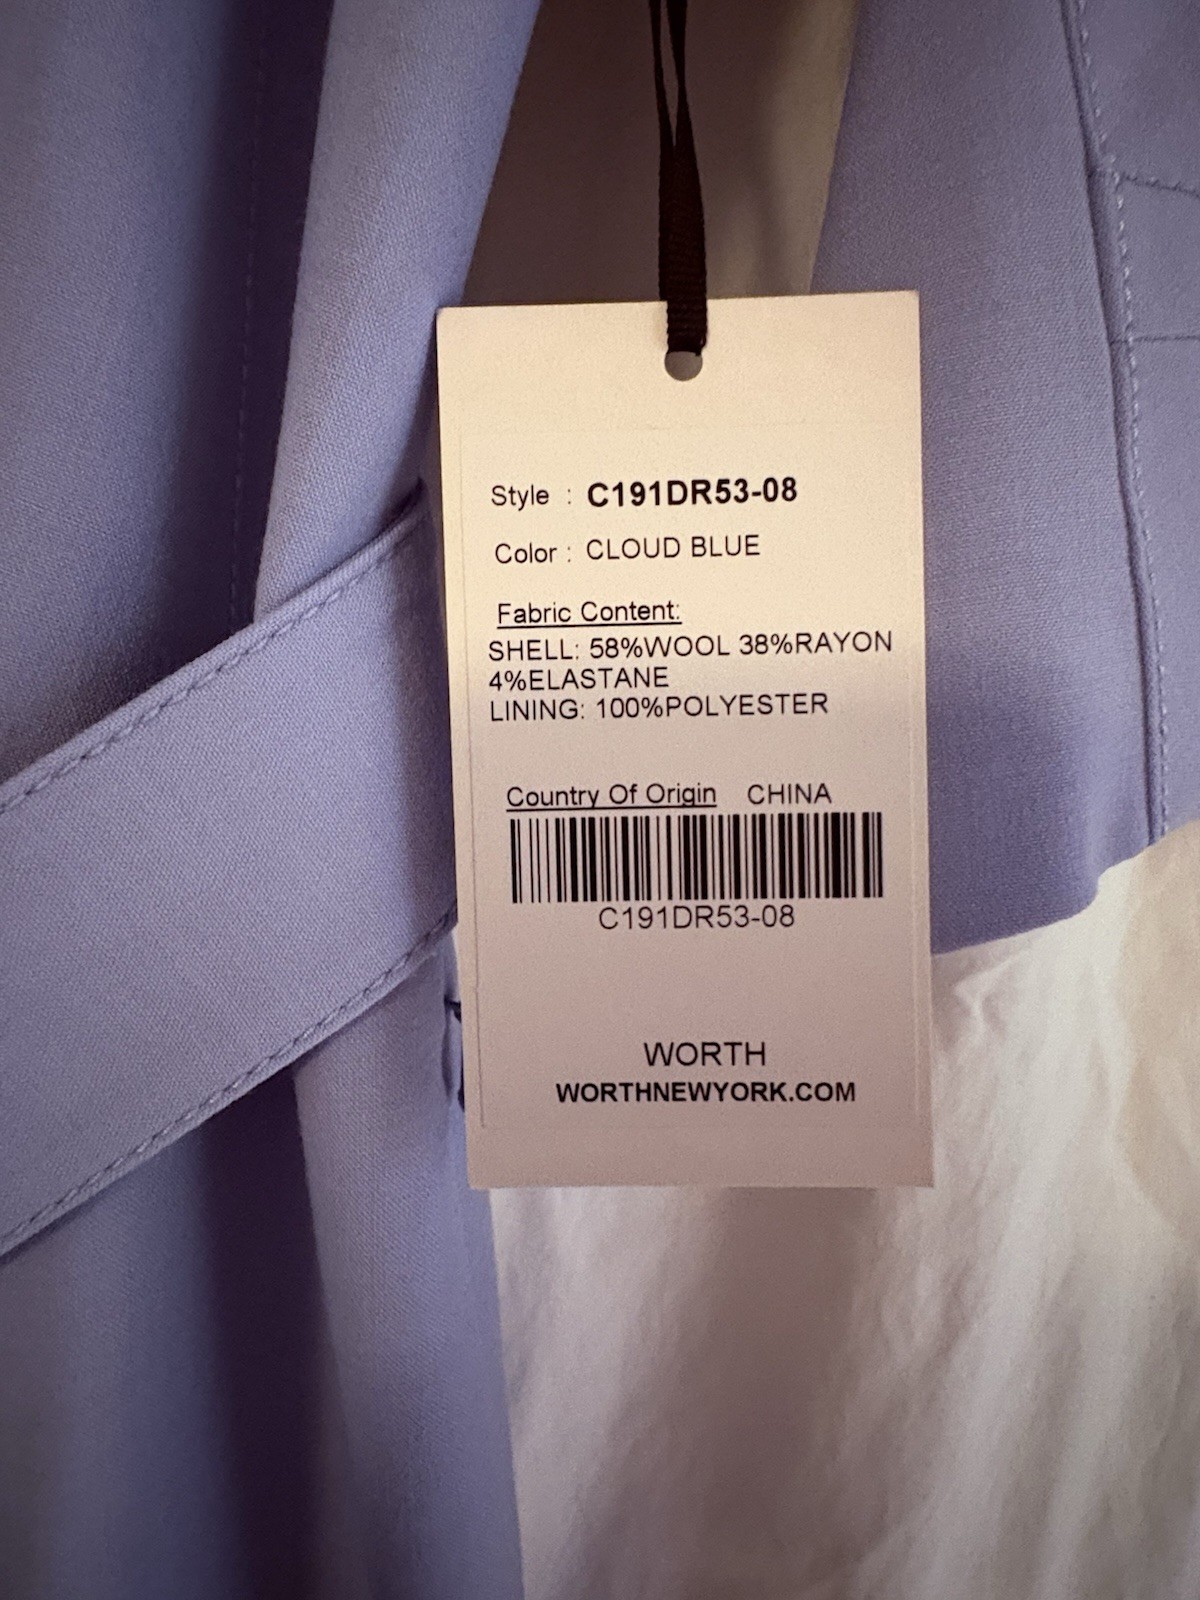 Style : C191DR53-08
Color : CLOUD BLUE
Fabric Content:
SHELL: 58%WOOL 38%RAYON
4%ELASTANE
LINING: 100%POLYESTER
Country Of Origin CHINA
C191DR53-08
WORTH
WORTHNEWYORK.COM